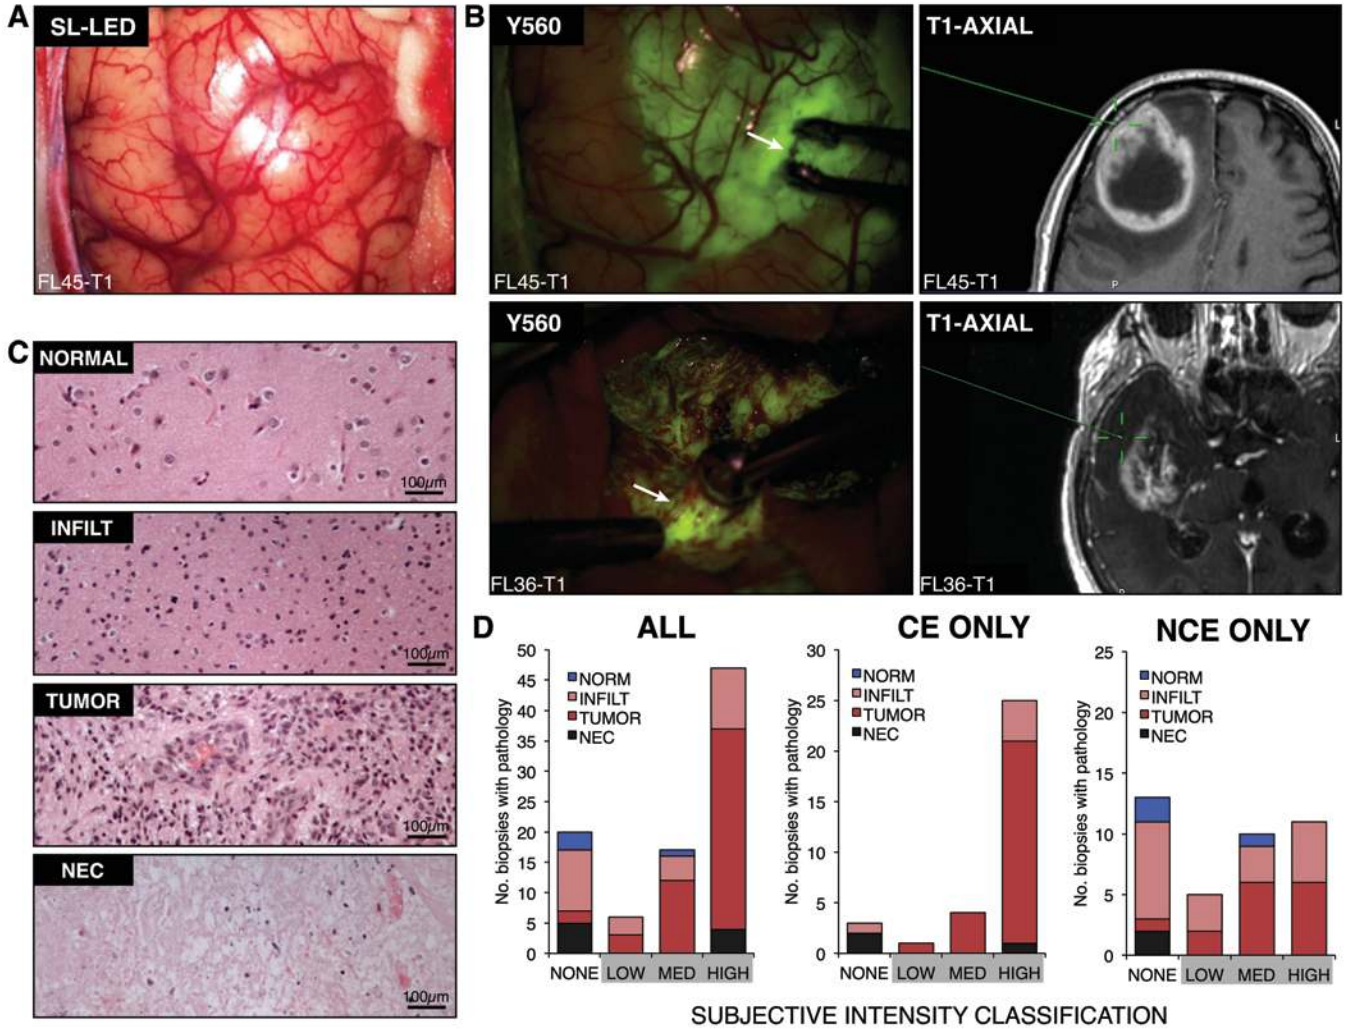 A
SL-LED
FL45-T1
B
Y560
FL45-T1
T1-AXIAL
L
P
FL45-T1
Y560
FL36-T1
T1-AXIAL
L
FL36-T1
C
NORMAL
100µm
INFILT
100µm
TUMOR
100µm
NEC
100µm
D
ALL
No. biopsies with pathology
50
45
40
35
30
25
20
15
10
5
0
NORM
INFILT
TUMOR
NEC
NONE LOW MED HIGH
CE ONLY
No. biopsies with pathology
30
25
20
15
10
5
0
NORM
INFILT
TUMOR
NEC
NONE LOW MED HIGH
NCE ONLY
No. biopsies with pathology
25
20
15
10
5
0
NORM
INFILT
TUMOR
NEC
NONE LOW MED HIGH
SUBJECTIVE INTENSITY CLASSIFICATION